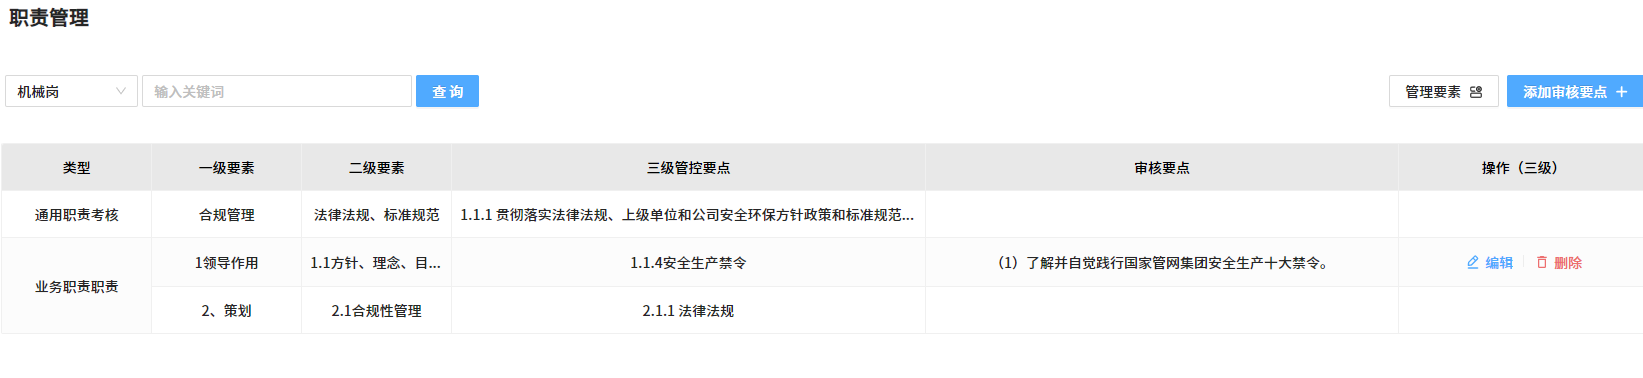 职责管理
机械岗 输入关键词 查 询 管理要素 添加审核要点
类型 一级要素 二级要素 三级管控要点 审核要点 操作（三级）
通用职责考核 合规管理 法律法规、标准规范 1.1.1 贯彻落实法律法规、上级单位和公司安全环保方针政策和标准规范...
业务职责职责 1领导作用 1.1方针、理念、目... 1.1.4安全生产禁令 （1）了解并自觉践行国家管网集团安全生产十大禁令。 编辑 删除
2、策划 2.1合规性管理 2.1.1 法律法规